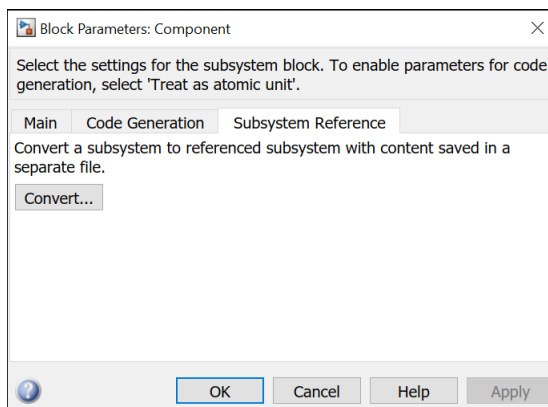 Block Parameters: Component
Select the settings for the subsystem block. To enable parameters for code
generation, select 'Treat as atomic unit'.
Main Code Generation Subsystem Reference
Convert a subsystem to referenced subsystem with content saved in a
separate file.
Convert...
OK Cancel Help Apply